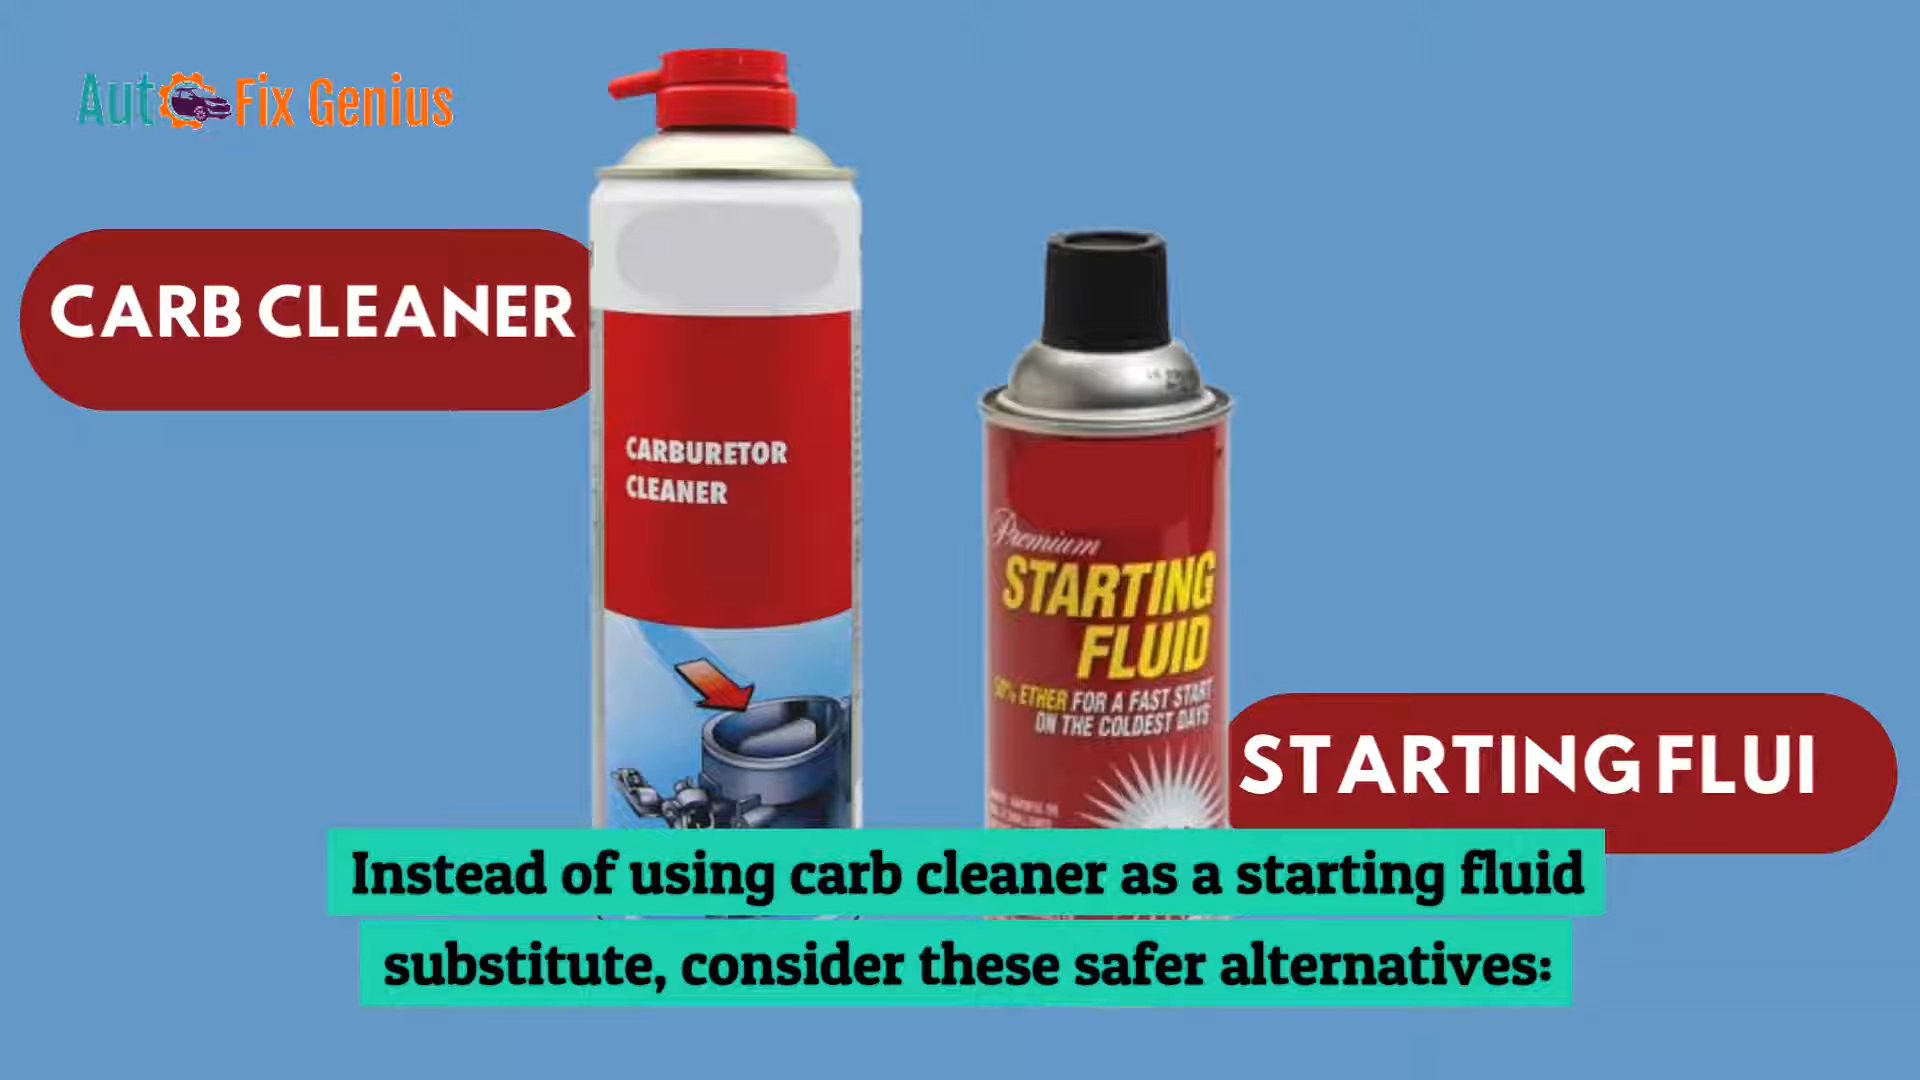 Aut Fix Genius
CARB CLEANER
CARBURETOR
CLEANER
Premium
STARTING
FLUID
50% ETHER FOR A FAST START
ON THE COLDEST DAYS
STARTING FLUI
Instead of using carb cleaner as a starting fluid
substitute, consider these safer alternatives: